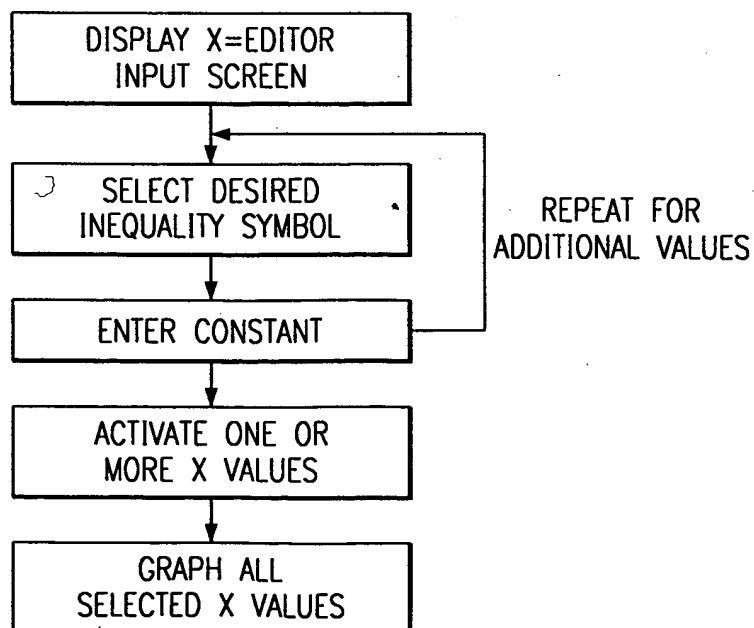 DISPLAY X=EDITOR
INPUT SCREEN
SELECT DESIRED
INEQUALITY SYMBOL
REPEAT FOR
ADDITIONAL VALUES
ENTER CONSTANT
ACTIVATE ONE OR
MORE X VALUES
GRAPH ALL
SELECTED X VALUES